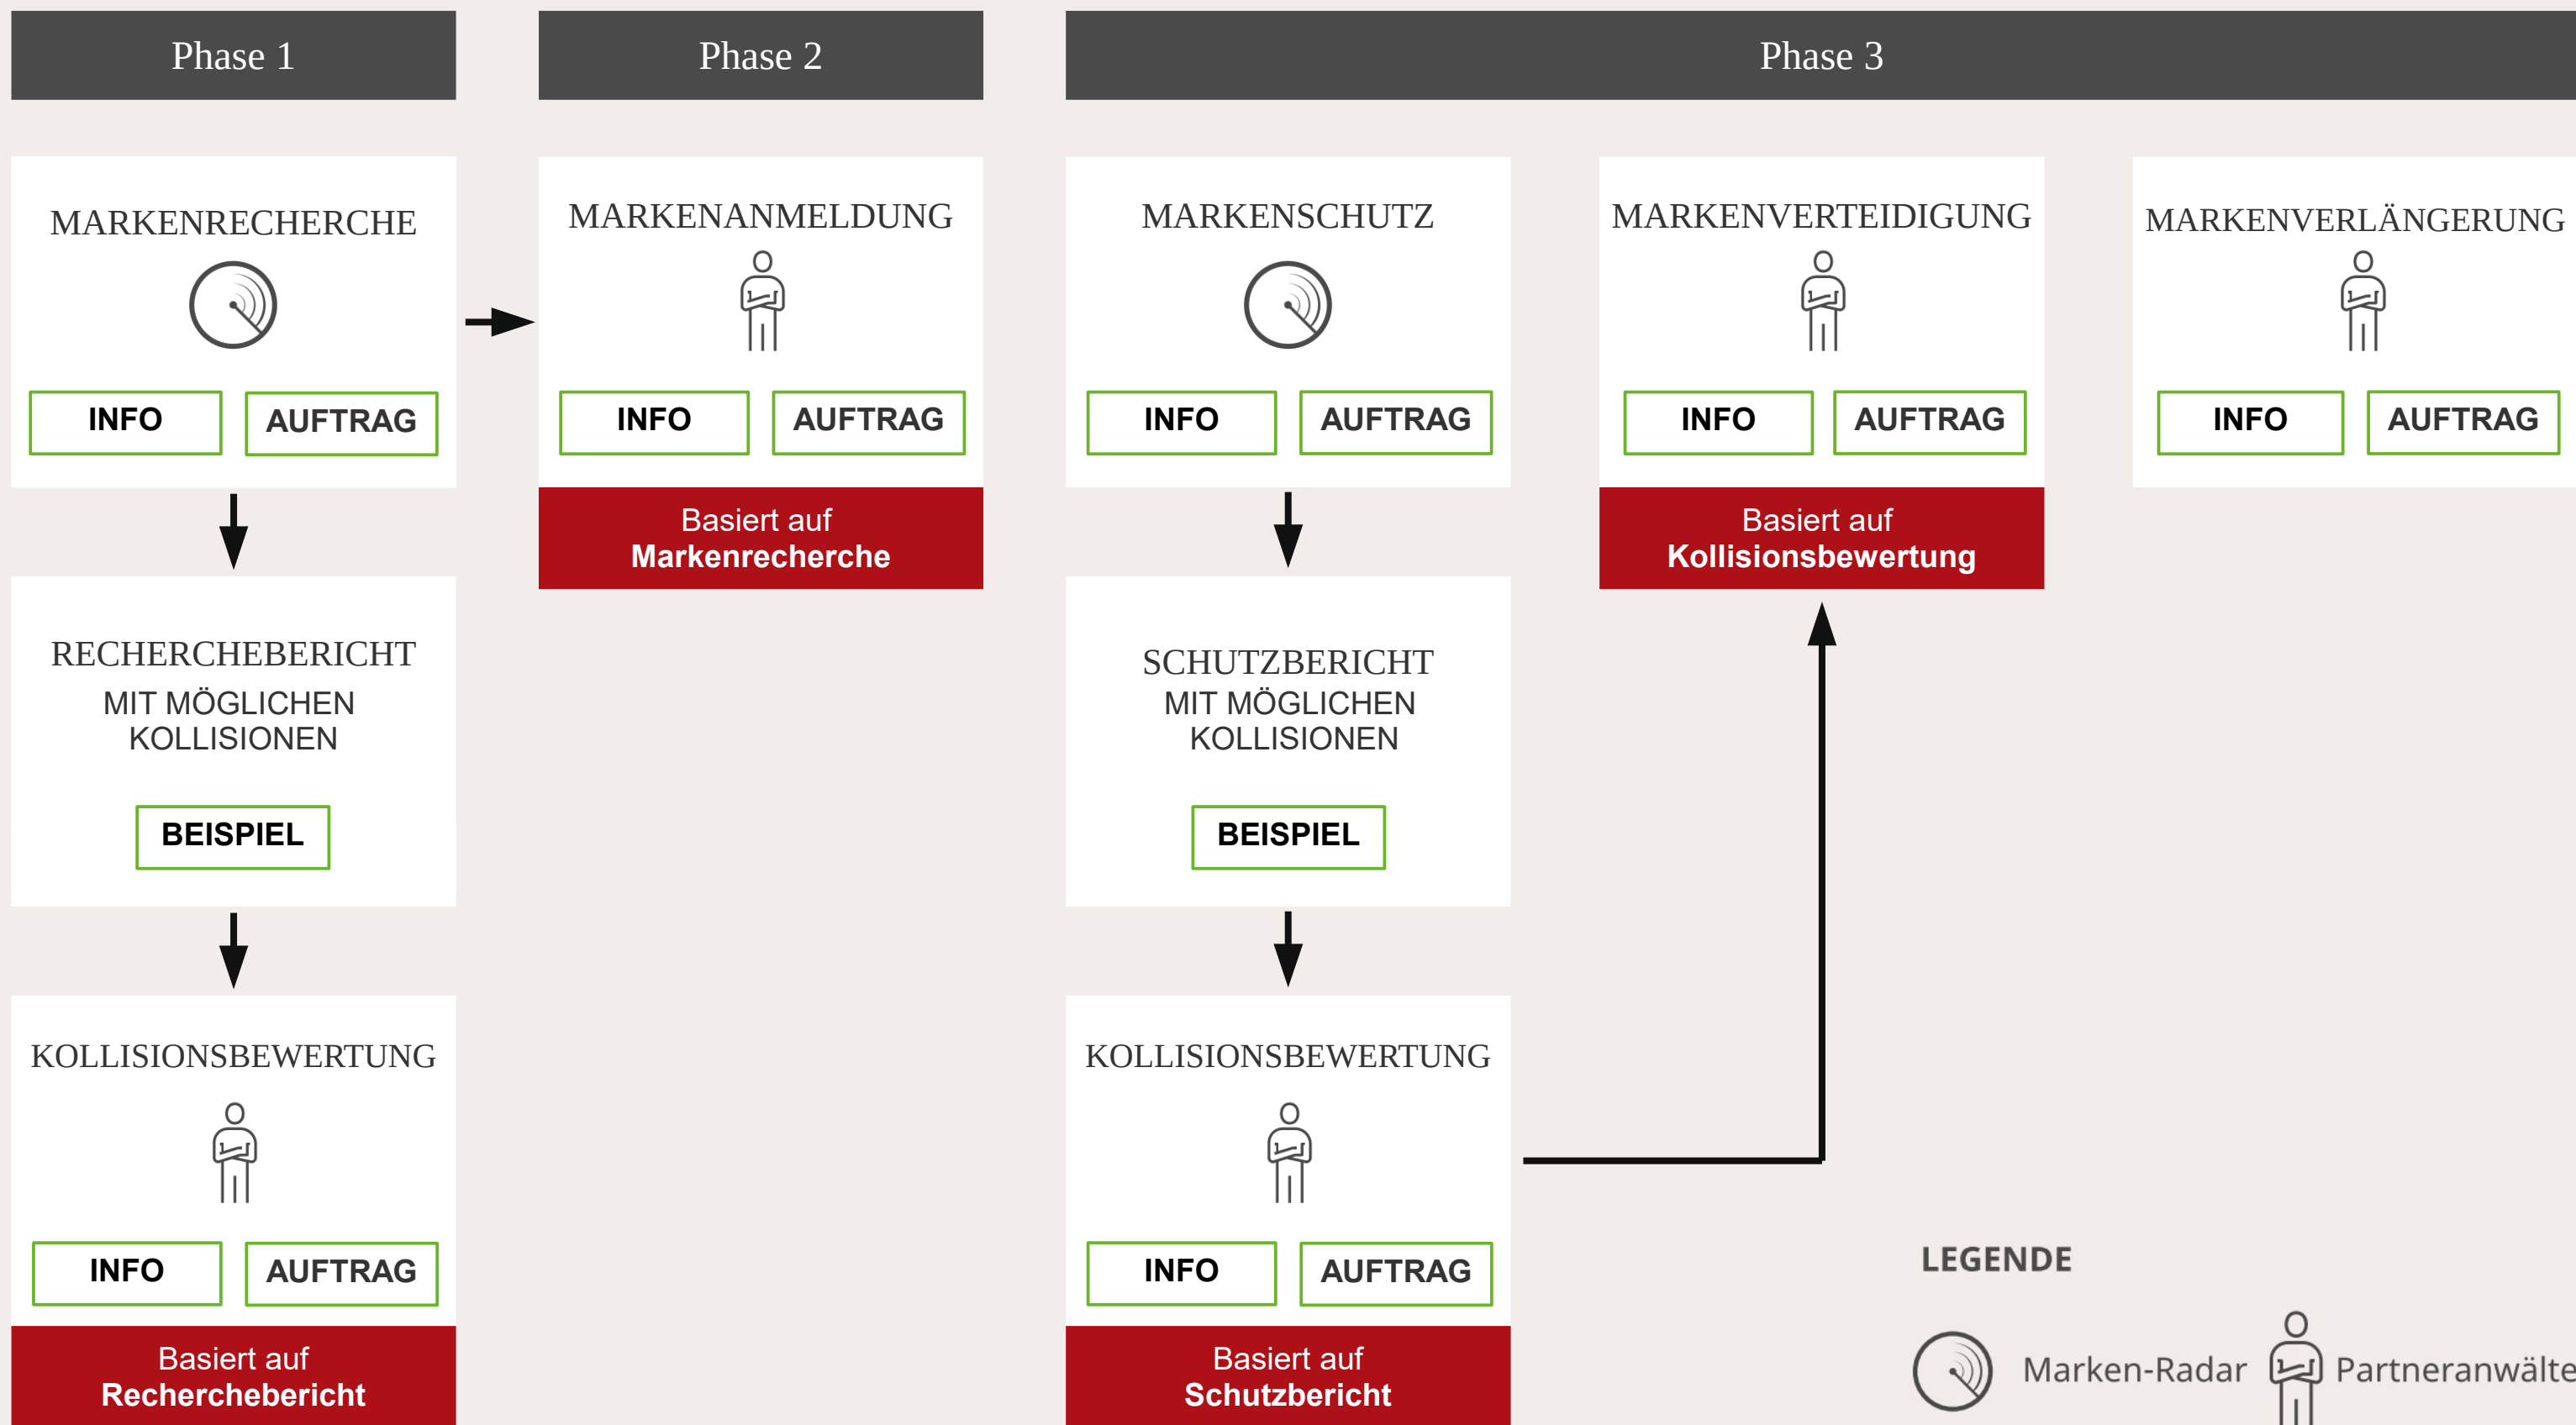 Phase 1
Phase 2
Phase 3
MARKENRECHERCHE
INFO
AUFTRAG
MARKENANMELDUNG
INFO
AUFTRAG
Basiert auf
Markenrecherche
MARKENSCHUTZ
INFO
AUFTRAG
MARKENVERTEIDIGUNG
INFO
AUFTRAG
Basiert auf
Kollisionsbewertung
MARKENVERLÄNGERUNG
INFO
AUFTRAG
RECHERCHEBERICHT
MIT MÖGLICHEN
KOLLISIONEN
BEISPIEL
SCHUTZBERICHT
MIT MÖGLICHEN
KOLLISIONEN
BEISPIEL
KOLLISIONSBEWERTUNG
INFO
AUFTRAG
Basiert auf
Recherchebericht
KOLLISIONSBEWERTUNG
INFO
AUFTRAG
Basiert auf
Schutzbericht
LEGENDE
Marken-Radar
Partneranwälte